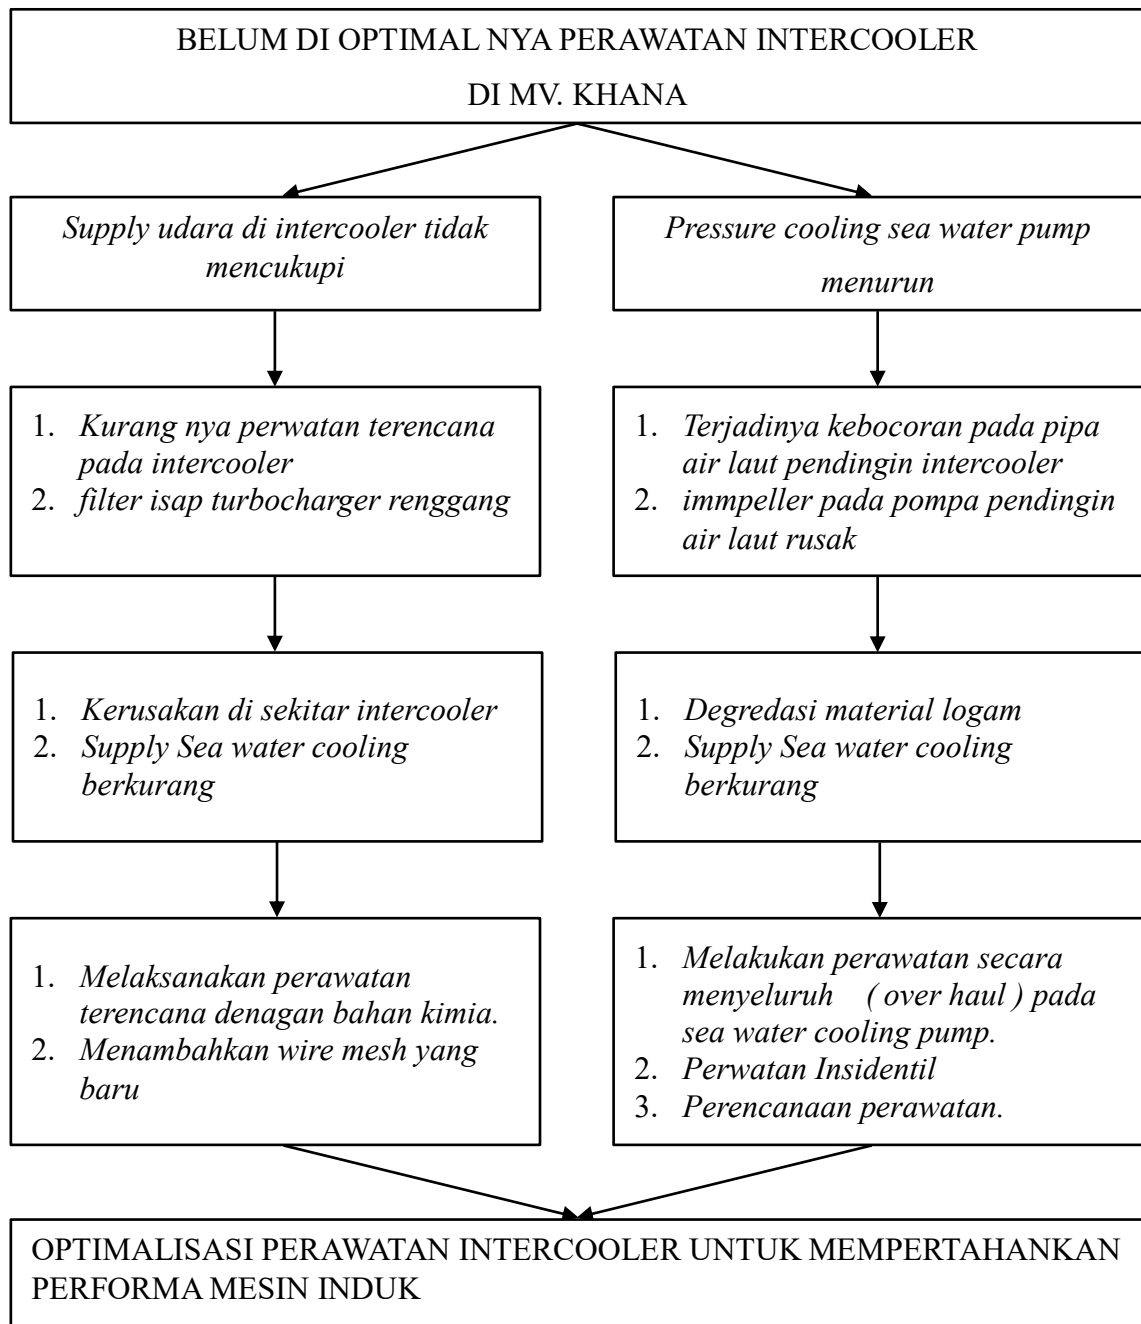 BELUM DI OPTIMAL NYA PERAWATAN INTERCOOLER
DI MV. KHANA
Supply udara di intercooler tidak
mencukupi
Pressure cooling sea water pump
menurun
1. Kurang nya perwatan terencana
pada intercooler
2. filter isap turbocharger renggang
1. Terjadinya kebocoran pada pipa
air laut pendingin intercooler
2. immpeller pada pompa pendingin
air laut rusak
1. Kerusakan di sekitar intercooler
2. Supply Sea water cooling
berkurang
1. Degredasi material logam
2. Supply Sea water cooling
berkurang
1. Melaksanakan perawatan
terencana denagan bahan kimia.
2. Menambahkan wire mesh yang
baru
1. Melakukan perawatan secara
menyeluruh ( over haul ) pada
sea water cooling pump.
2. Perwatan Insidentil
3. Perencanaan perawatan.
OPTIMALISASI PERAWATAN INTERCOOLER UNTUK MEMPERTAHANKAN
PERFORMA MESIN INDUK